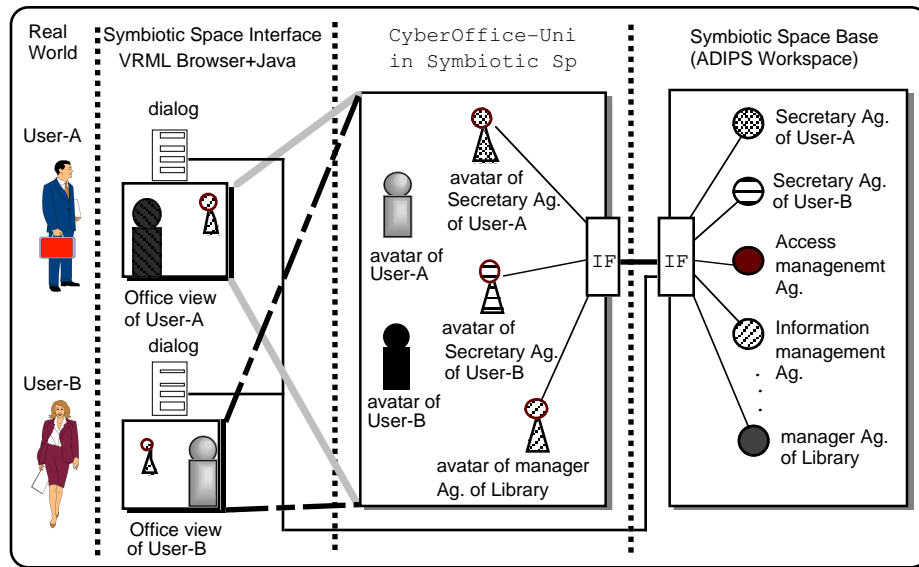 Real
World
Symbiotic Space Interface
VRML Browser+Java
CyberOffice-Uni
in Symbiotic Sp
Symbiotic Space Base
(ADIPS Workspace)
User-A
dialog
Office view
of User-A
User-B
dialog
Office view
of User-B
avatar of
Secretary Ag.
of User-A
avatar of
User-A
avatar of
Secretary Ag.
of User-B
avatar of
User-B
avatar of manager
Ag. of Library
IF
IF
Secretary Ag.
of User-A
Secretary Ag.
of User-B
Access
managenemt
Ag.
Information
management
Ag.
manager Ag.
of Library